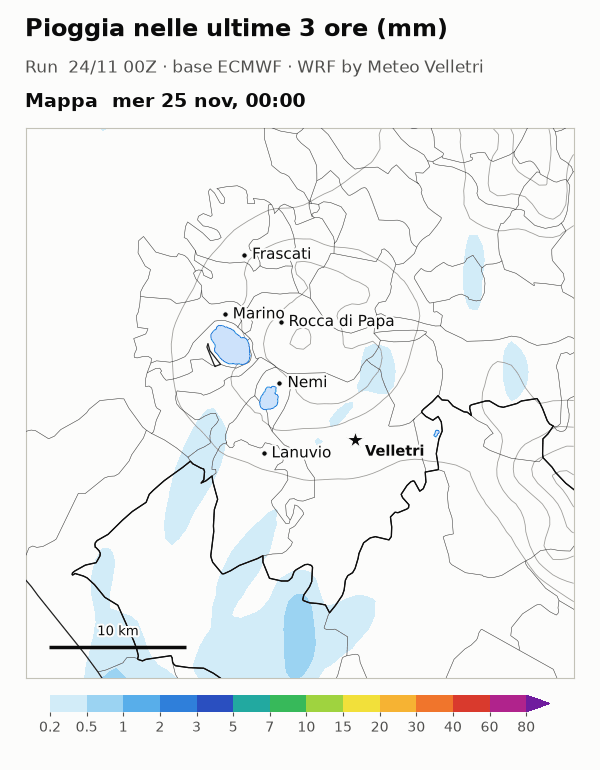 Pioggia nelle ultime 3 ore (mm)
Run  24/11 00Z · base ECMWF · WRF by Meteo Velletri
Mappa  mer 25 nov, 00:00
Frascati
Marino
Rocca di Papa
Nemi
Velletri
Lanuvio
10 km
0.2 0.5 1 2 3 5 7 10 15 20 30 40 60 80